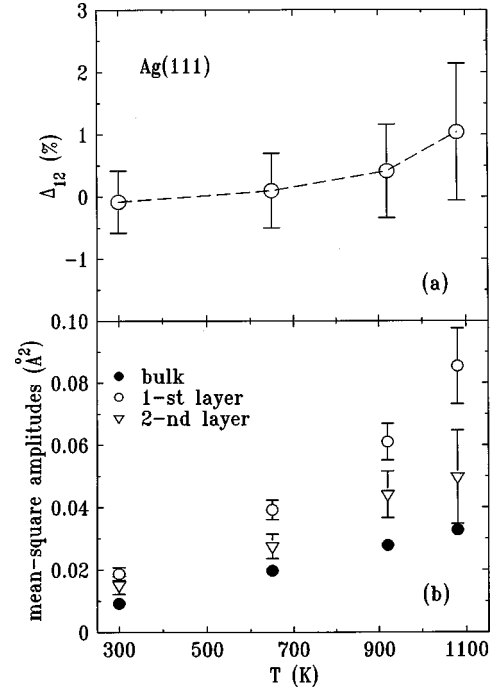 3
2
1
0
-1
Δ12 (%)
Ag(111)
(a)
0.10
0.08
0.06
0.04
0.02
0
mean-square amplitudes (Å²)
bulk
1-st layer
2-nd layer
(b)
300 500 700 900 1100
T (K)